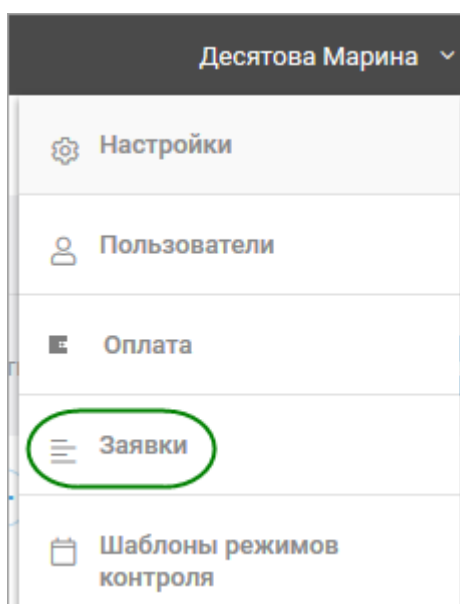 Десятова Марина
Настройки
Пользователи
Оплата
Заявки
Шаблоны режимов
контроля